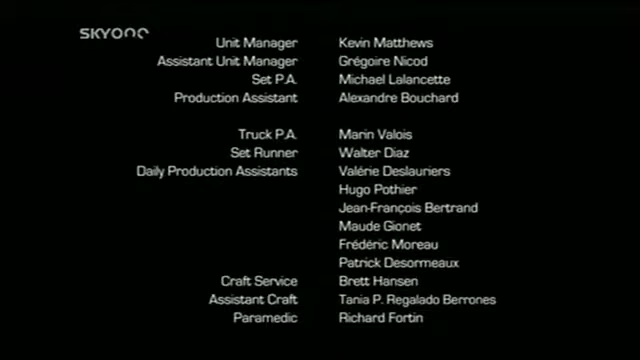 SKY
Unit Manager Kevin Matthews
Assistant Unit Manager Grégoire Nicod
Set P.A. Michael Lalancette
Production Assistant Alexandre Bouchard
Truck P.A. Marin Valois
Set Runner Walter Diaz
Daily Production Assistants Valérie Deslauriers
Hugo Pothier
Jean-François Bertrand
Maude Gionet
Frédéric Moreau
Patrick Desormeaux
Craft Service Brett Hansen
Assistant Craft Tania P. Regalado Berrones
Paramedic Richard Fortin